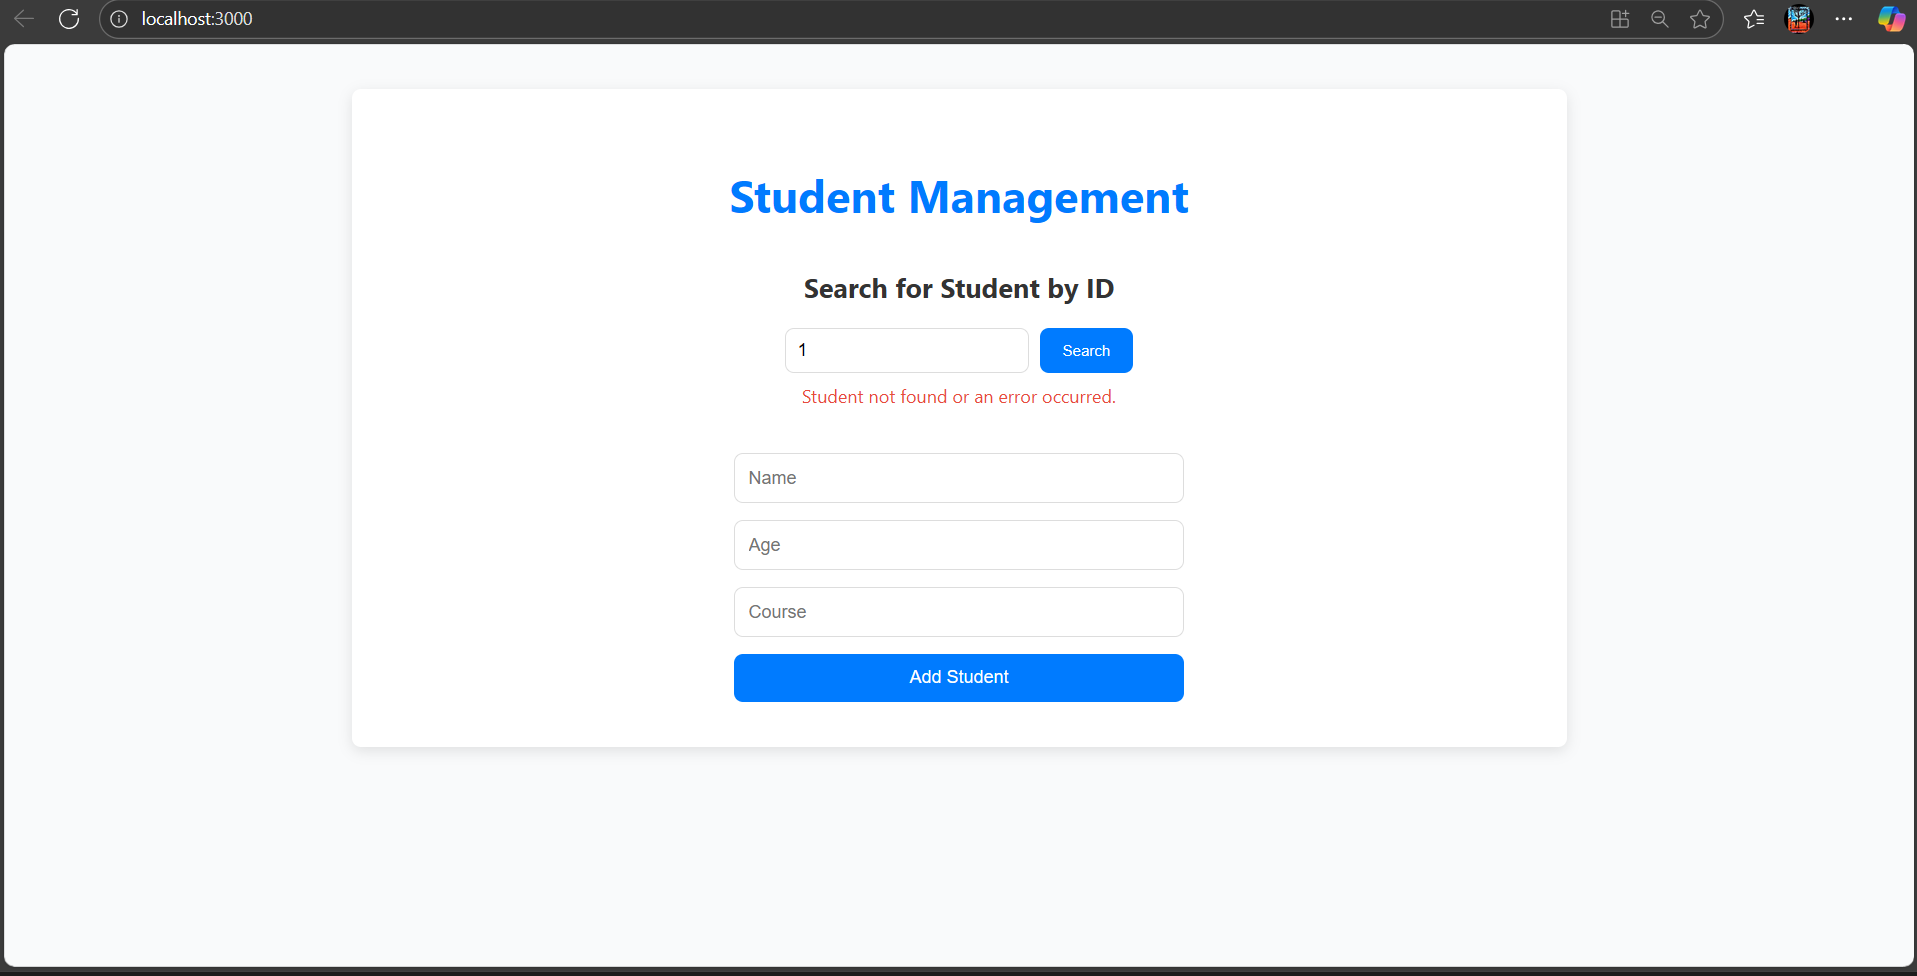 localhost:3000
Student Management
Search for Student by ID
1
Search
Student not found or an error occurred.
Name
Age
Course
Add Student